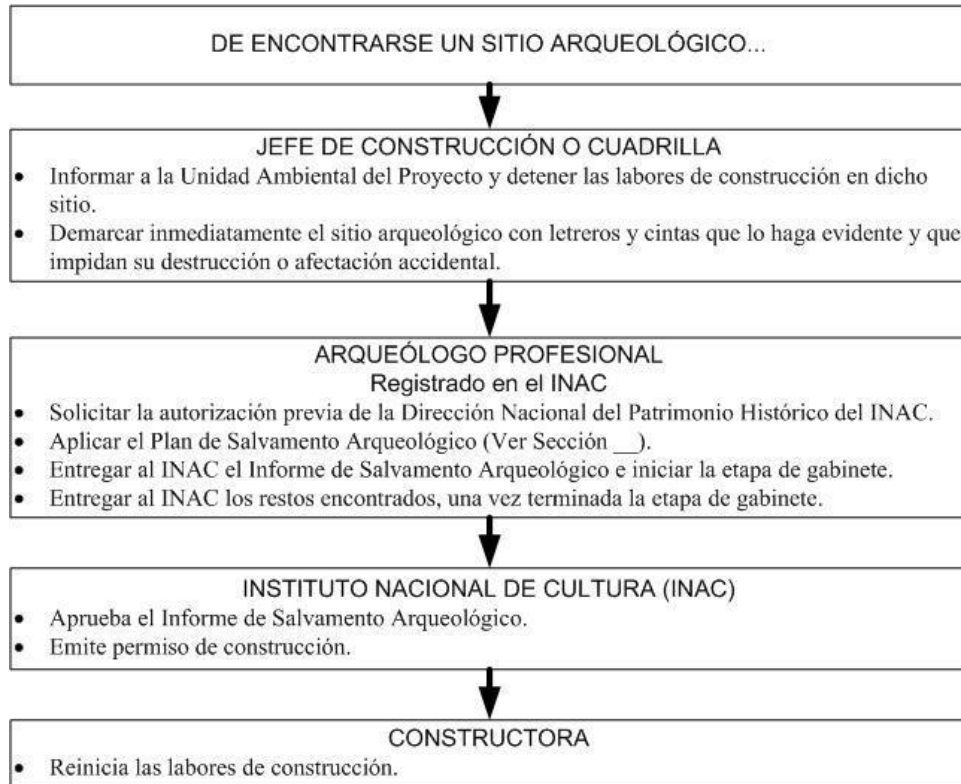 DE ENCONTRARSE UN SITIO ARQUEOLÓGICO...
JEFE DE CONSTRUCCIÓN O CUADRILLA
• Informar a la Unidad Ambiental del Proyecto y detener las labores de construcción en dicho
sitio.
• Demarcar inmediatamente el sitio arqueológico con letreros y cintas que lo haga evidente y que
impidan su destrucción o afectación accidental.
ARQUEÓLOGO PROFESIONAL
Registrado en el INAC
• Solicitar la autorización previa de la Dirección Nacional del Patrimonio Histórico del INAC.
• Aplicar el Plan de Salvamento Arqueológico (Ver Sección __).
• Entregar al INAC el Informe de Salvamento Arqueológico e iniciar la etapa de gabinete.
• Entregar al INAC los restos encontrados, una vez terminada la etapa de gabinete.
INSTITUTO NACIONAL DE CULTURA (INAC)
• Aprueba el Informe de Salvamento Arqueológico.
• Emite permiso de construcción.
CONSTRUCTORA
• Reinicia las labores de construcción.